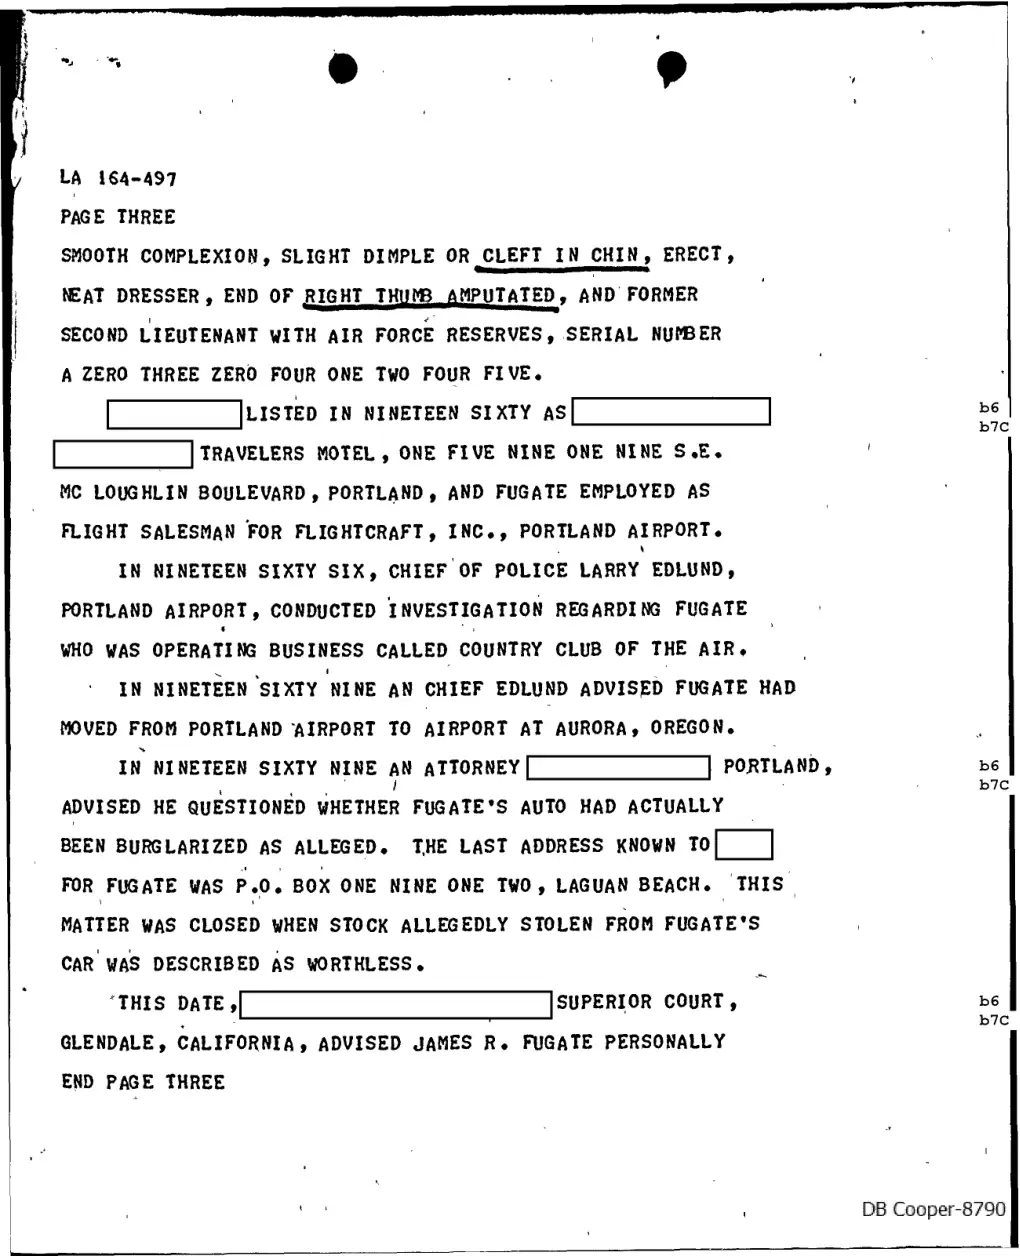 LA 164-497
PAGE THREE
SMOOTH COMPLEXION, SLIGHT DIMPLE OR CLEFT IN CHIN, ERECT,
NEAT DRESSER, END OF RIGHT THUMB AMPUTATED, AND FORMER
SECOND LIEUTENANT WITH AIR FORCE RESERVES, SERIAL NUMBER
A ZERO THREE ZERO FOUR ONE TWO FOUR FIVE.
LISTED IN NINETEEN SIXTY AS
b6
b7C
TRAVELERS MOTEL, ONE FIVE NINE ONE NINE S.E.
MC LOUGHLIN BOULEVARD, PORTLAND, AND FUGATE EMPLOYED AS
FLIGHT SALESMAN FOR FLIGHTCRAFT, INC., PORTLAND AIRPORT.
IN NINETEEN SIXTY SIX, CHIEF OF POLICE LARRY EDLUND,
PORTLAND AIRPORT, CONDUCTED INVESTIGATION REGARDING FUGATE
WHO WAS OPERATING BUSINESS CALLED COUNTRY CLUB OF THE AIR.
IN NINETEEN SIXTY NINE AN CHIEF EDLUND ADVISED FUGATE HAD
MOVED FROM PORTLAND AIRPORT TO AIRPORT AT AURORA, OREGON.
IN NINETEEN SIXTY NINE AN ATTORNEY PORTLAND,
b6
b7C
ADVISED HE QUESTIONED WHETHER FUGATE'S AUTO HAD ACTUALLY
BEEN BURGLARIZED AS ALLEGED. THE LAST ADDRESS KNOWN TO
FOR FUGATE WAS P.O. BOX ONE NINE ONE TWO, LAGUAN BEACH. THIS
MATTER WAS CLOSED WHEN STOCK ALLEGEDLY STOLEN FROM FUGATE'S
CAR WAS DESCRIBED AS WORTHLESS.
THIS DATE, SUPERIOR COURT,
b6
b7C
GLENDALE, CALIFORNIA, ADVISED JAMES R. FUGATE PERSONALLY
END PAGE THREE
DB Cooper-8790